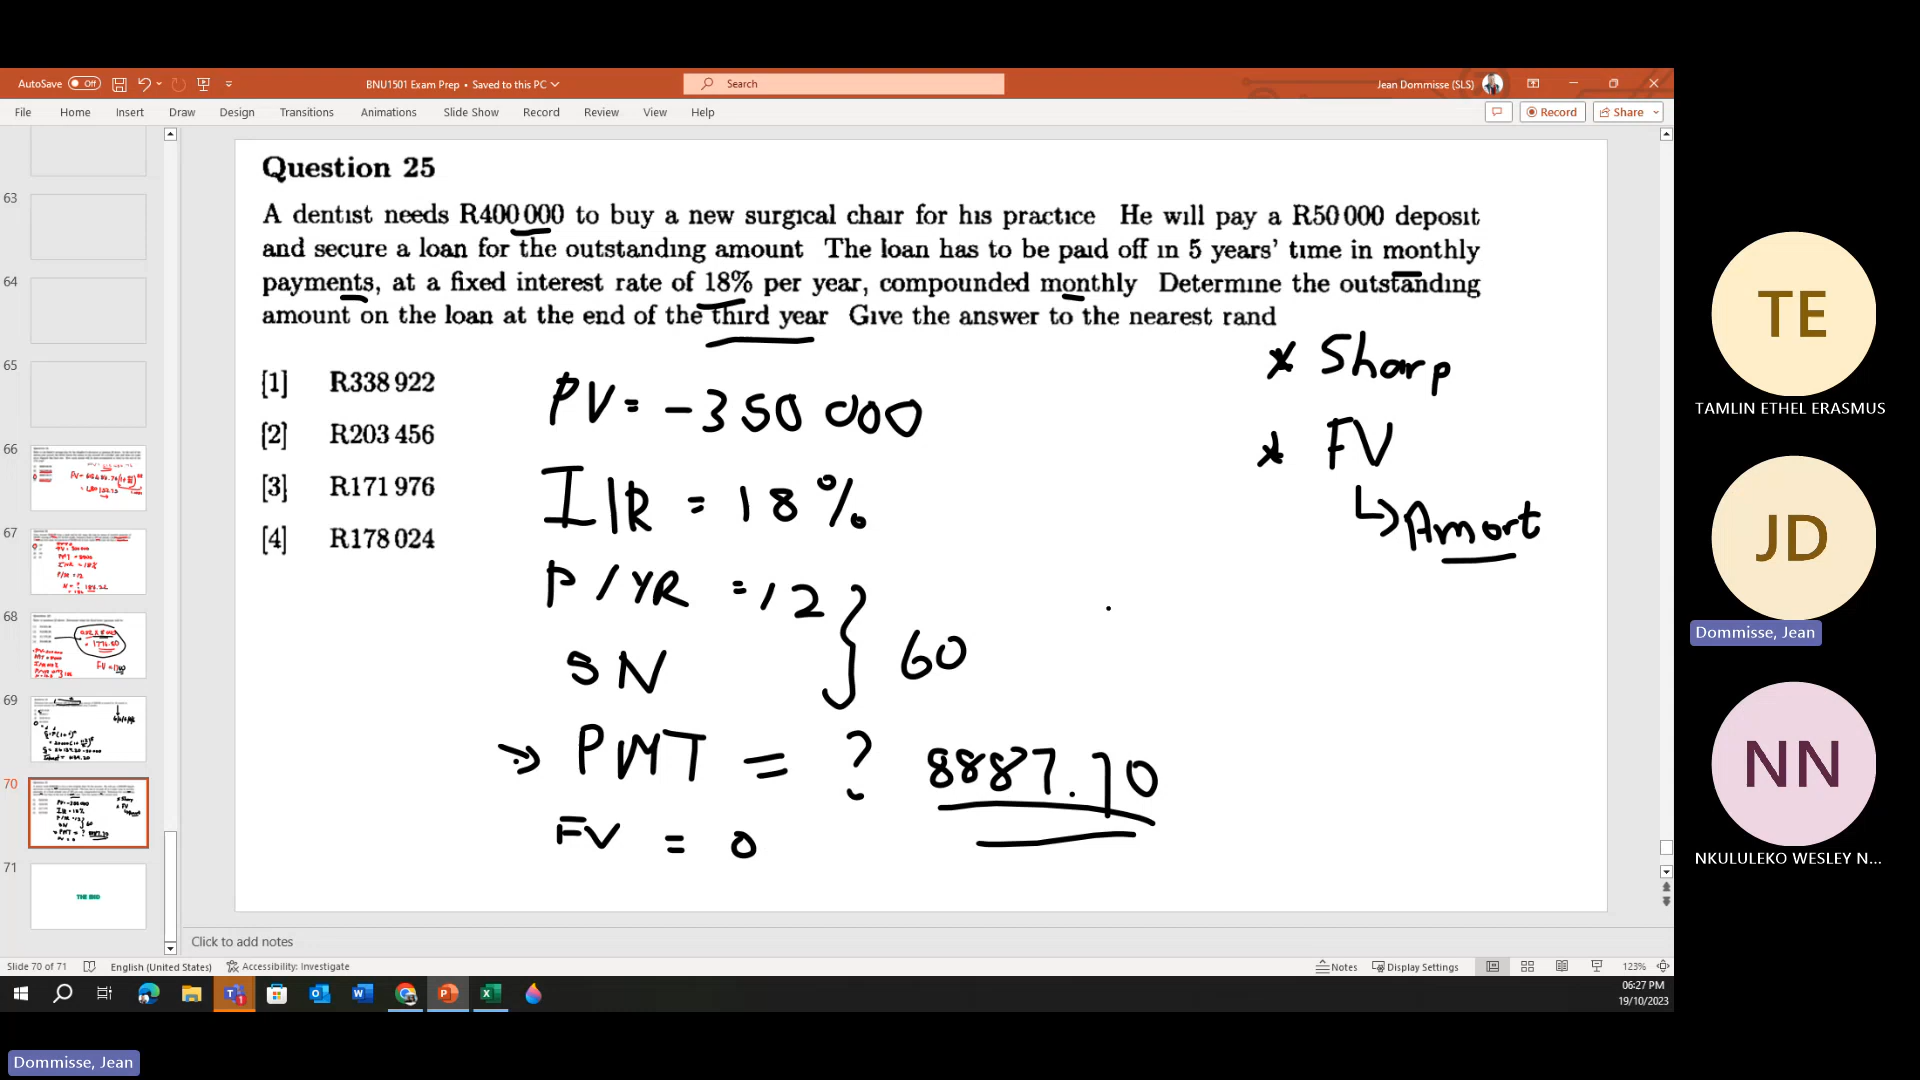 AutoSave Off
BNU1501 Exam Prep • Saved to this PC
Search
Jean Dommisse (SLS)
File Home Insert Draw Design Transitions Animations Slide Show Record Review View Help
Record
Share
63
64
65
66
67
68
69
70
71
THE END
Question 25
A dentist needs R400 000 to buy a new surgical chair for his practice He will pay a R50 000 deposit
and secure a loan for the outstanding amount The loan has to be paid off in 5 years' time in monthly
payments, at a fixed interest rate of 18% per year, compounded monthly Determine the outstanding
amount on the loan at the end of the third year Give the answer to the nearest rand
[1] R338 922
[2] R203 456
[3] R171 976
[4] R178 024
PV = -350 000
I/R = 18%
P/YR = 12
5 N
60
PMT = ? 8887.70
FV = 0
* Sharp
* FV
Amort
Click to add notes
Slide 70 of 71
English (United States)
Accessibility: Investigate
Notes
Display Settings
123%
06:27 PM
19/10/2023
TE
TAMLIN ETHEL ERASMUS
JD
Dommisse, Jean
NN
NKULULEKO WESLEY N...
Dommisse, Jean